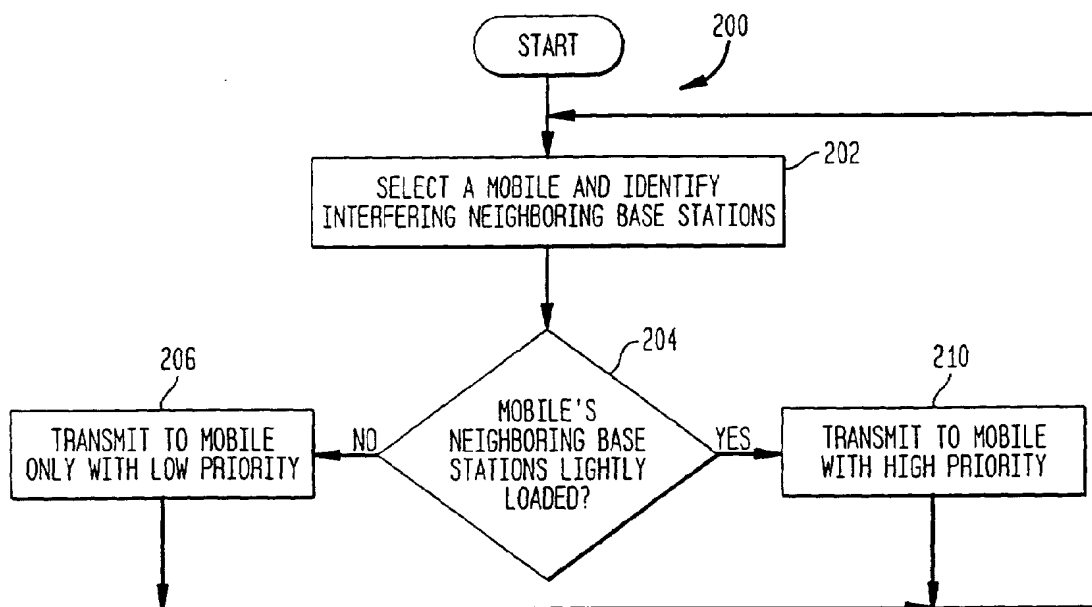 START
200
202
SELECT A MOBILE AND IDENTIFY
INTERFERING NEIGHBORING BASE STATIONS
204
206
210
MOBILE'S
NEIGHBORING BASE
STATIONS LIGHTLY
LOADED?
NO
YES
TRANSMIT TO MOBILE
ONLY WITH LOW PRIORITY
TRANSMIT TO MOBILE
WITH HIGH PRIORITY